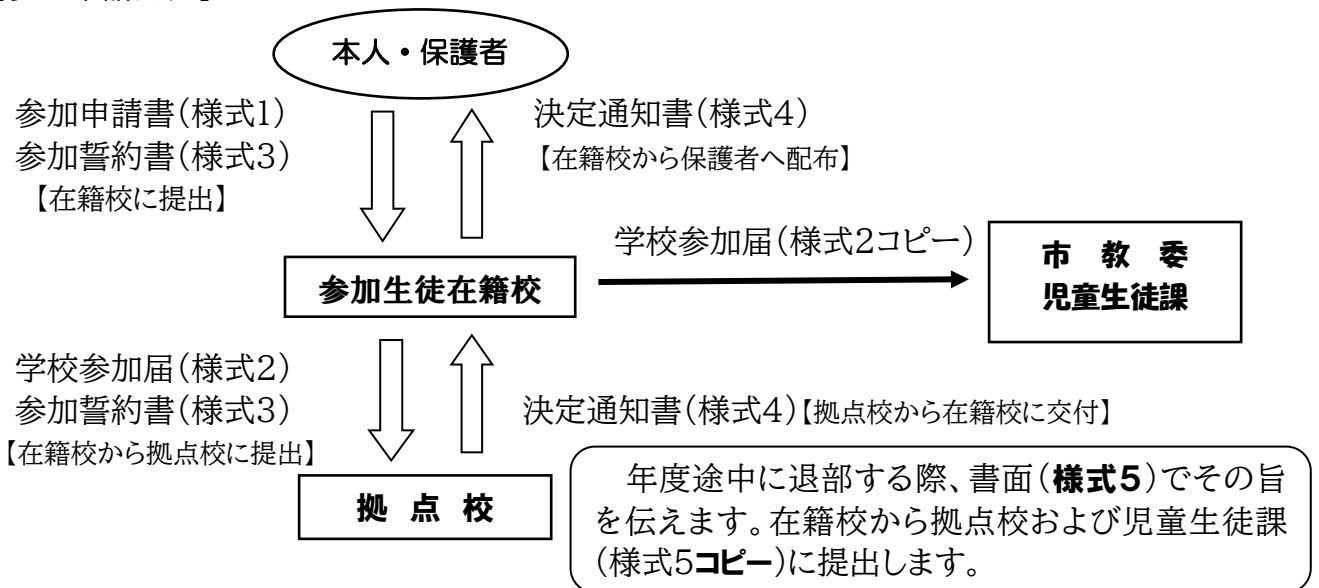 本人・保護者
参加申請書(様式1)
参加誓約書(様式3)
【在籍校に提出】
決定通知書(様式4)
【在籍校から保護者へ配布】
学校参加届(様式2コピー)
市 教 委
児童生徒課
参加生徒在籍校
学校参加届(様式2)
参加誓約書(様式3)
【在籍校から拠点校に提出】
決定通知書(様式4)【拠点校から在籍校に交付】
拠 点 校
年度途中に退部する際、書面(様式5)でその旨
を伝えます。在籍校から拠点校および児童生徒課
(様式5コピー)に提出します。